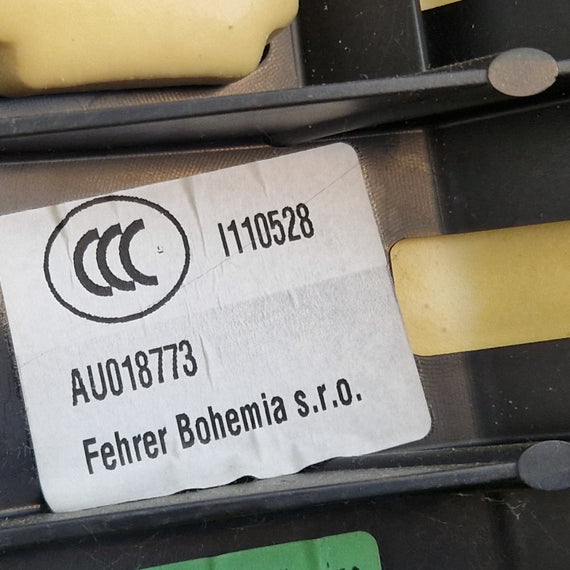 CCC I110528
AU018773
Fehrer Bohemia s.r.o.